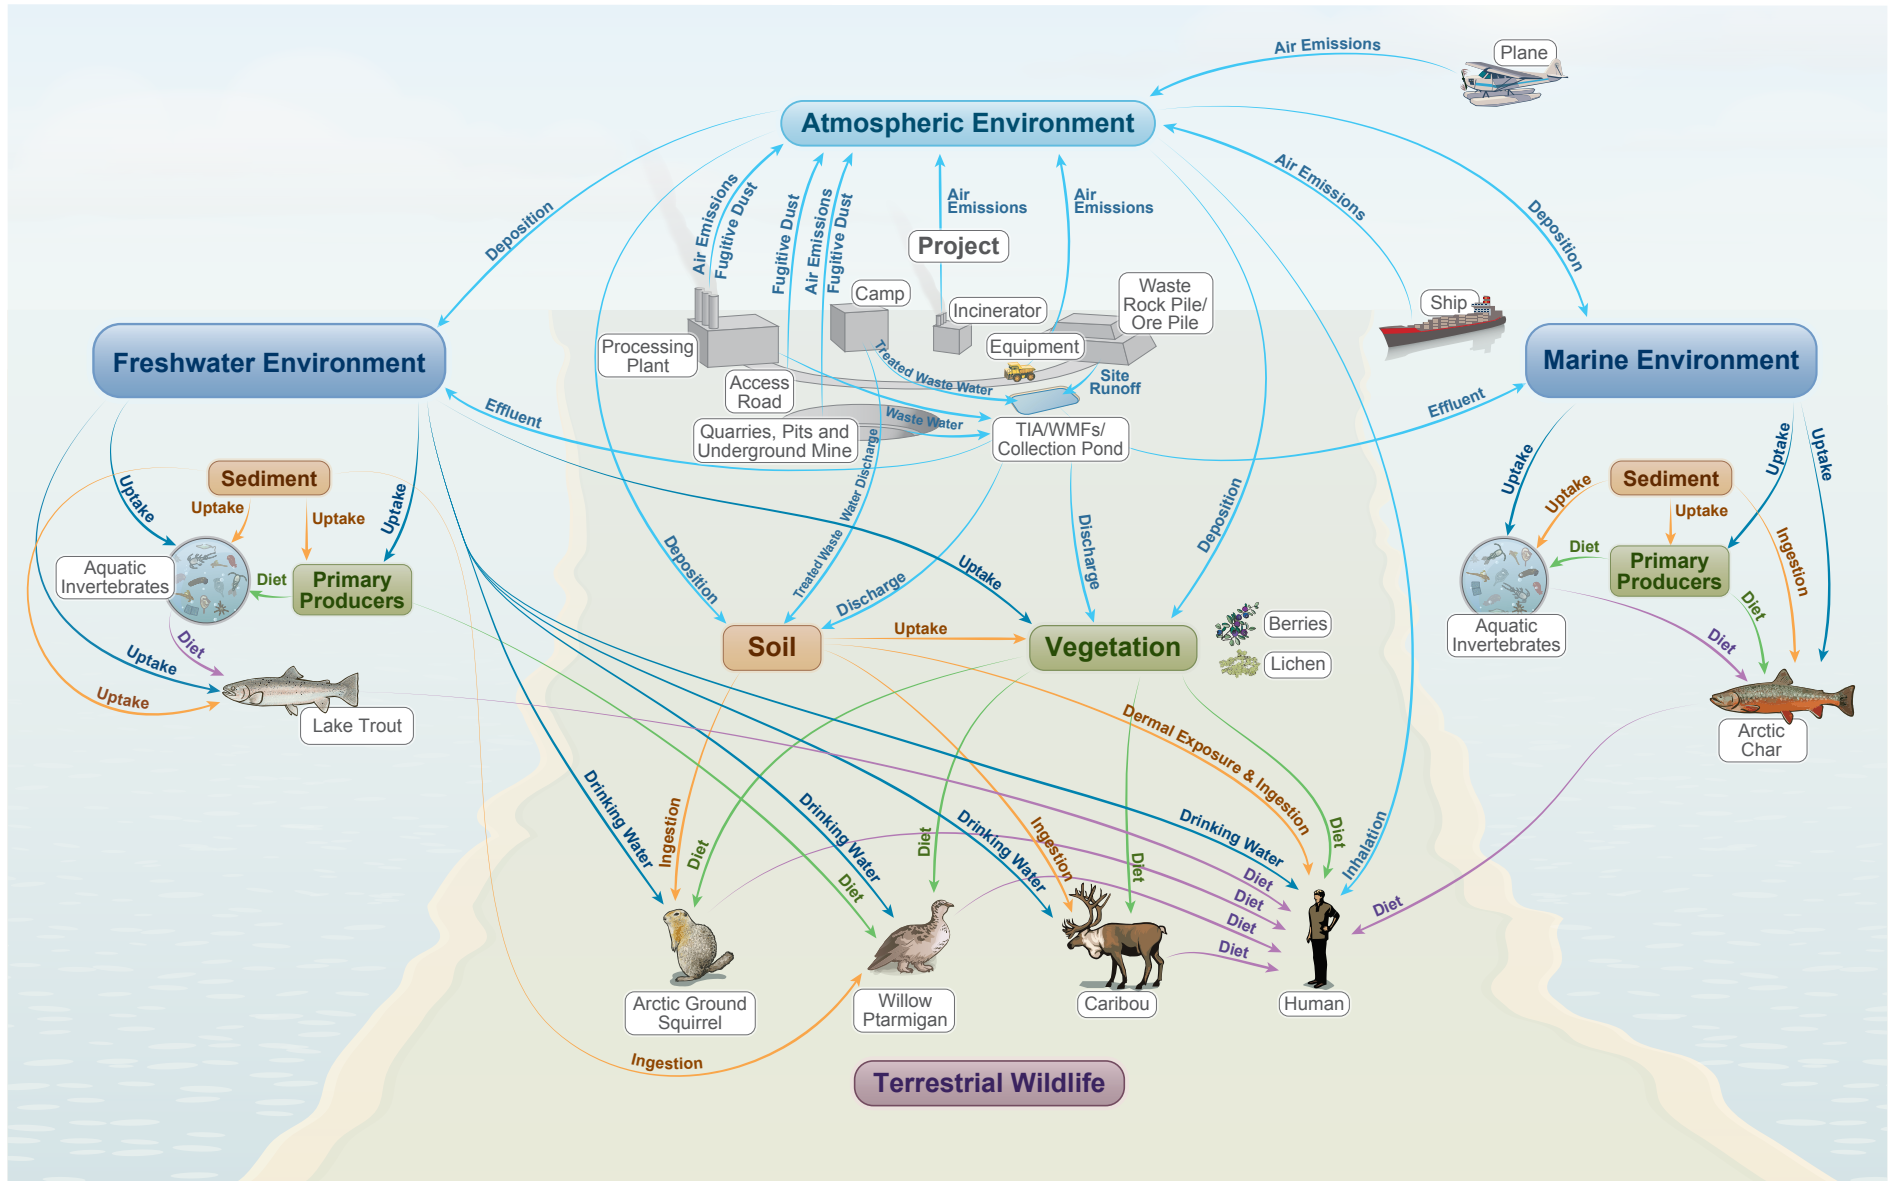 Air Emissions
Plane
Atmospheric Environment
Air Emissions
Fugitive Dust
Fugitive Dust
Air Emissions
Fugitive Dust
Air
Emissions
Air
Emissions
Air Emissions
Deposition
Deposition
Project
Camp
Incinerator
Waste
Rock Pile/
Ore Pile
Ship
Processing
Plant
Equipment
Freshwater Environment
Marine Environment
Treated Waste Water
Site
Runoff
Access
Road
Effluent
Waste Water
Effluent
Quarries, Pits and
Underground Mine
TIA/WMFs/
Collection Pond
Treated Waste Water Discharge
Sediment
Uptake
Uptake
Uptake
Uptake
Aquatic
Invertebrates
Diet
Primary
Producers
Diet
Uptake
Uptake
Lake Trout
Deposition
Discharge
Discharge
Deposition
Uptake
Uptake
Uptake
Uptake
Sediment
Uptake
Uptake
Ingestion
Diet
Primary
Producers
Aquatic
Invertebrates
Diet
Diet
Arctic
Char
Soil
Uptake
Vegetation
Berries
Lichen
Dermal Exposure & Ingestion
Drinking Water
Ingestion
Diet
Drinking Water
Diet
Diet
Drinking Water
Ingestion
Diet
Drinking Water
Diet
Inhalation
Diet
Diet
Diet
Diet
Diet
Arctic Ground
Squirrel
Willow
Ptarmigan
Caribou
Human
Ingestion
Terrestrial Wildlife